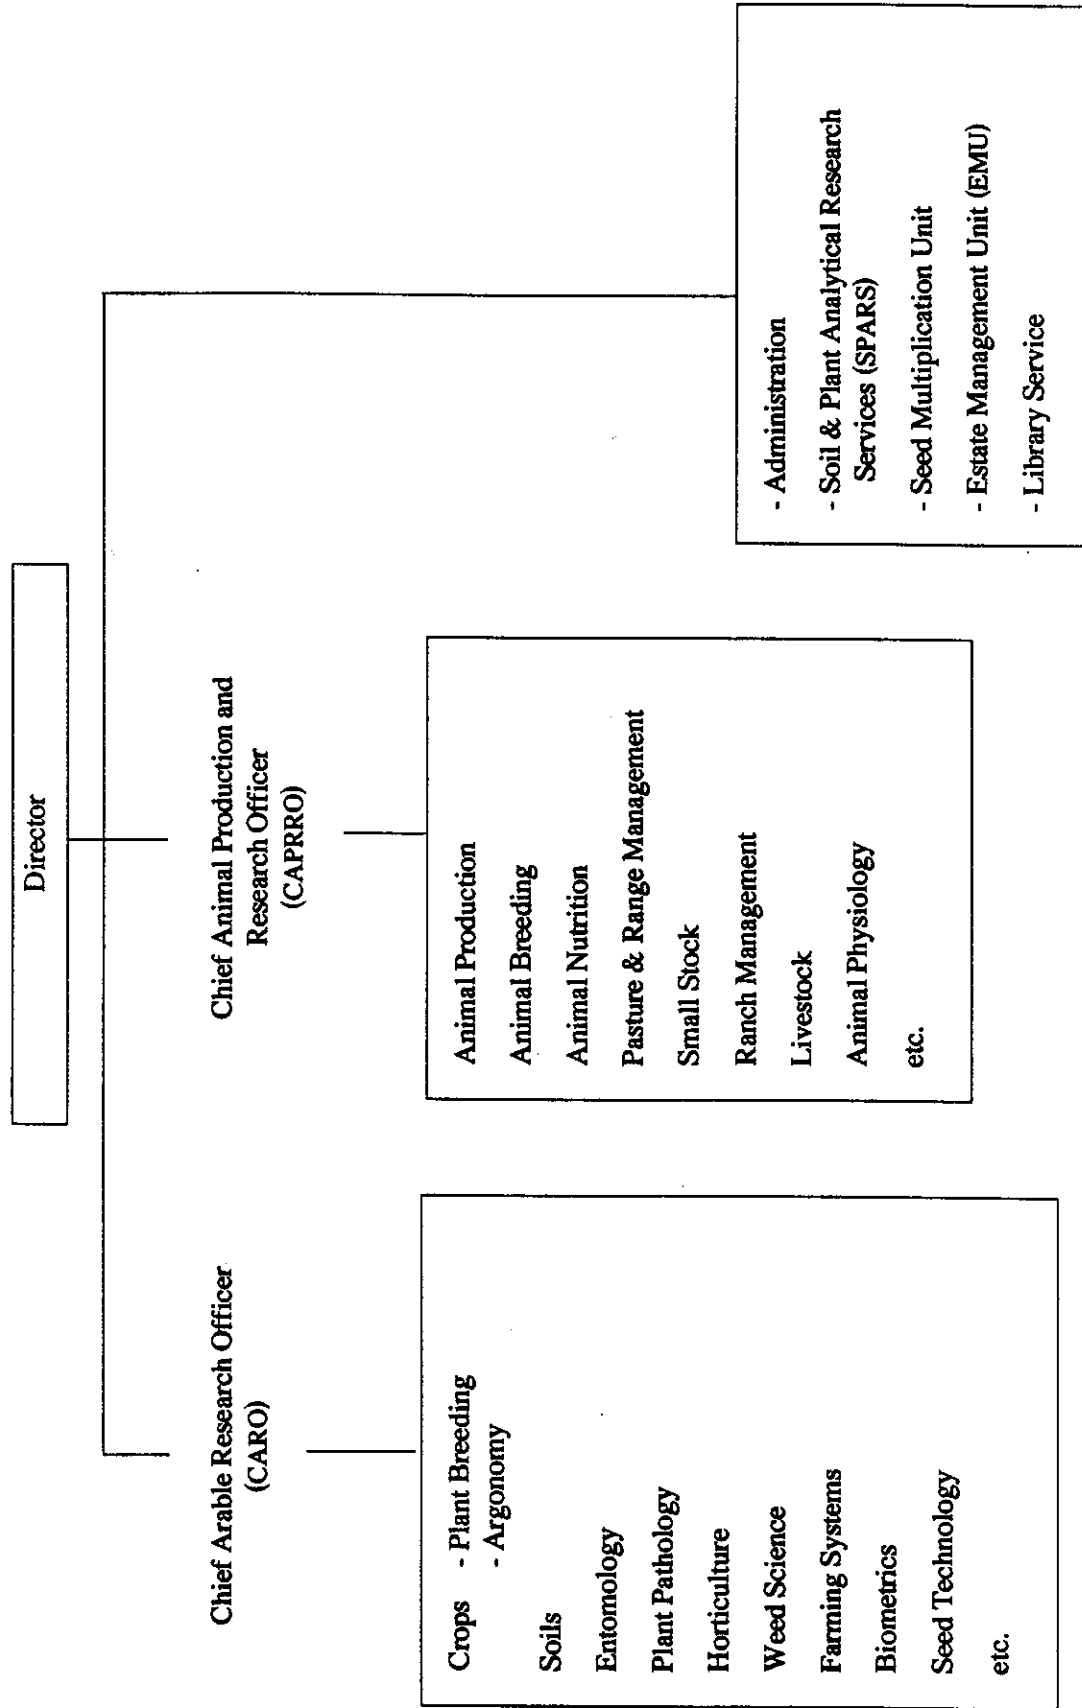 Director
Chief Arable Research Officer
(CARO)
Crops - Plant Breeding
- Argonomy
Soils
Entomology
Plant Pathology
Horticulture
Weed Science
Farming Systems
Biometrics
Seed Technology
etc.
Chief Animal Production and
Research Officer
(CAPRRO)
Animal Production
Animal Breeding
Animal Nutrition
Pasture & Range Management
Small Stock
Ranch Management
Livestock
Animal Physiology
etc.
- Administration
- Soil & Plant Analytical Research
Services (SPARS)
- Seed Multiplication Unit
- Estate Management Unit (EMU)
- Library Service